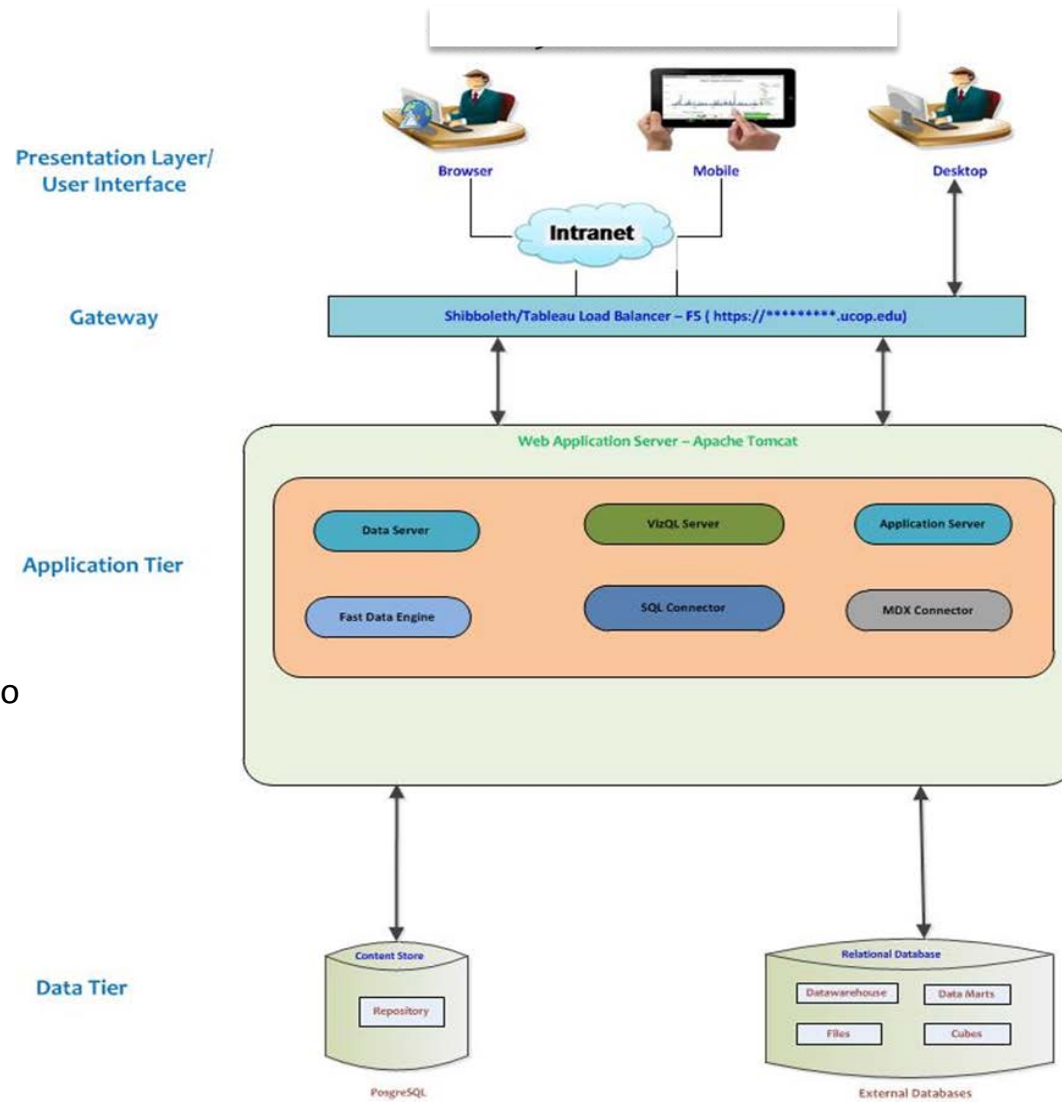 Browser
Mobile
Desktop
Presentation Layer/
User Interface
Intranet
Gateway
Shibboleth/Tableau Load Balancer – F5 ( https://*********.ucop.edu)
Web Application Server – Apache Tomcat
Data Server
VizQL Server
Application Server
Application Tier
Fast Data Engine
SQL Connector
MDX Connector
o
Data Tier
Content Store
Repository
PosgreSQL
Relational Database
Datawarehouse
Data Marts
Files
Cubes
External Databases